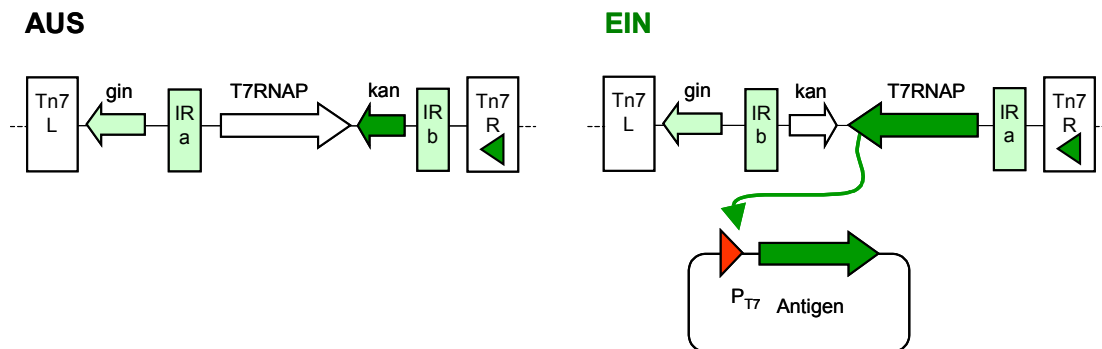 AUS
EIN
gin
T7RNAP
kan
Tn7
L
IR
a
IR
b
Tn7
R
gin
kan
T7RNAP
Tn7
L
IR
b
IR
a
Tn7
R
PT7
Antigen